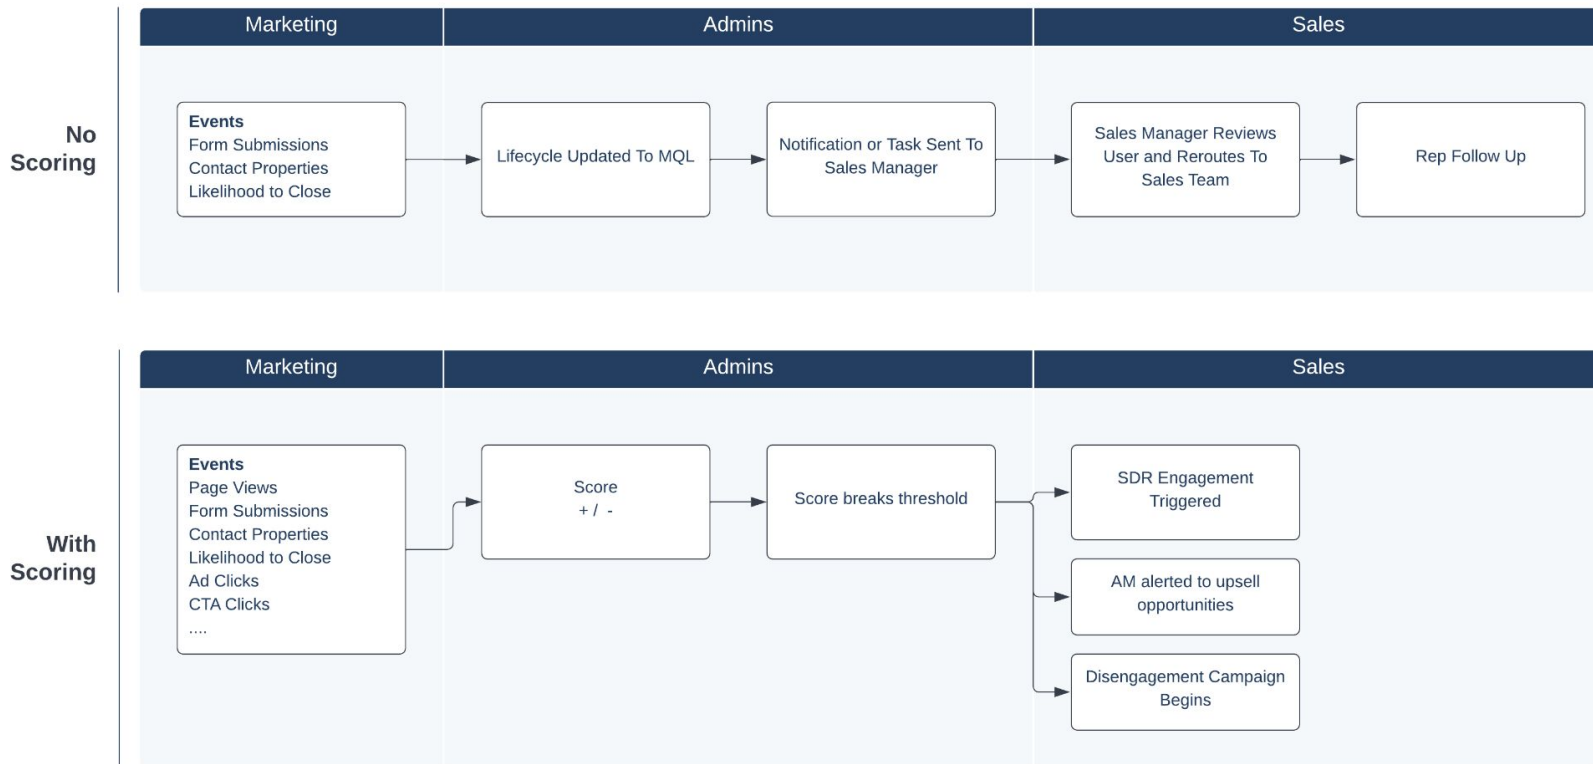 Marketing
Admins
Sales
No
Scoring
Events
Form Submissions
Contact Properties
Likelihood to Close
Lifecycle Updated To MQL
Notification or Task Sent To
Sales Manager
Sales Manager Reviews
User and Reroutes To
Sales Team
Rep Follow Up
Marketing
Admins
Sales
With
Scoring
Events
Page Views
Form Submissions
Contact Properties
Likelihood to Close
Ad Clicks
CTA Clicks
....
Score
+ / -
Score breaks threshold
SDR Engagement
Triggered
AM alerted to upsell
opportunities
Disengagement Campaign
Begins